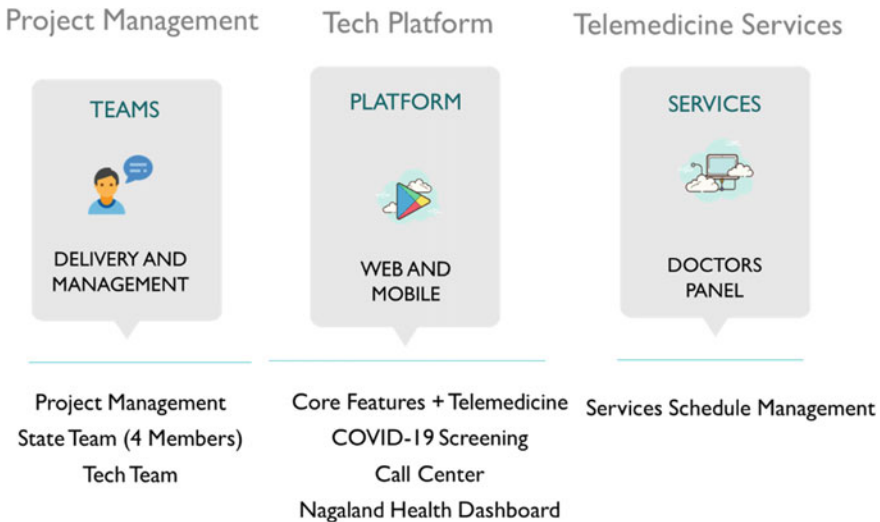 Project Management
Tech Platform
Telemedicine Services
TEAMS
DELIVERY AND
MANAGEMENT
PLATFORM
WEB AND
MOBILE
SERVICES
DOCTORS
PANEL
Project Management
State Team (4 Members)
Tech Team
Core Features + Telemedicine
COVID-19 Screening
Call Center
Nagaland Health Dashboard
Services Schedule Management